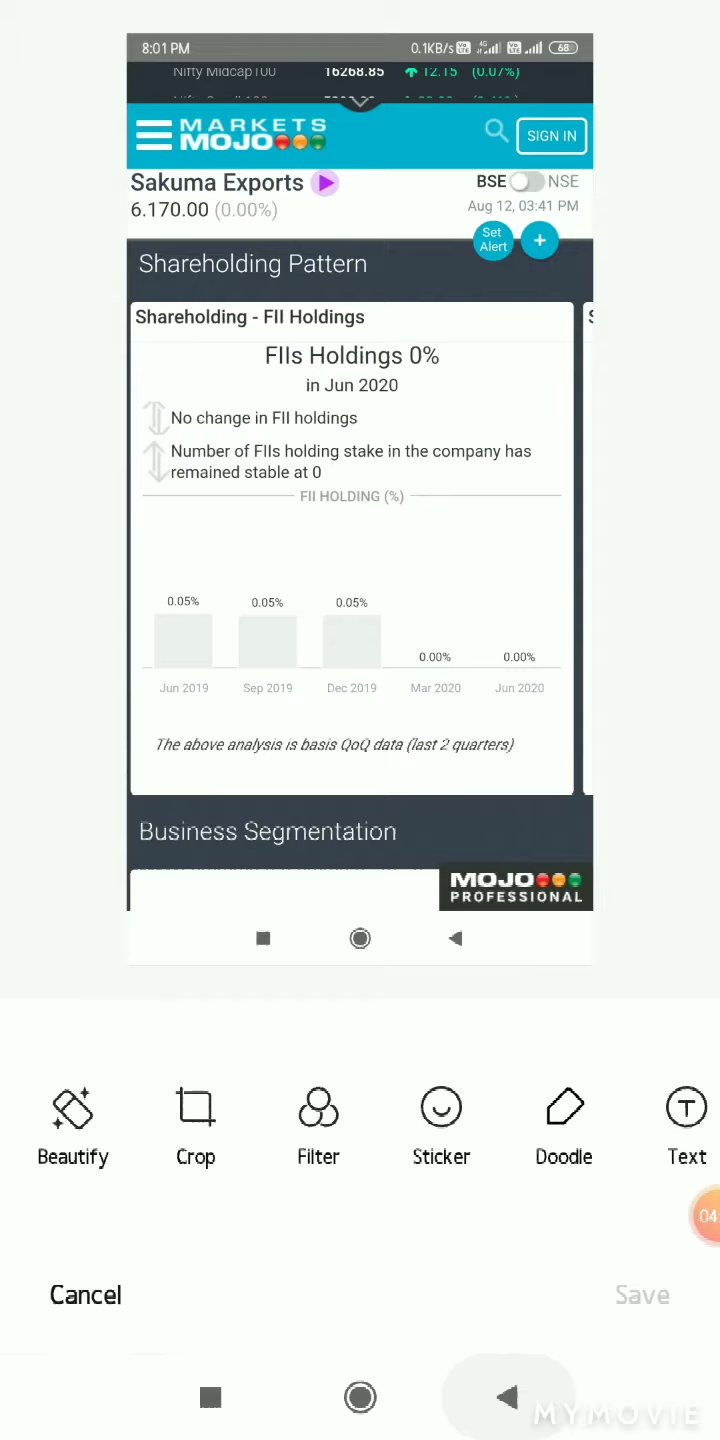 8:01 PM 0.1KB/s 68
Nifty Midcap100 16268.85 12.15 (0.07%)
MARKETS
MOJO
SIGN IN
Sakuma Exports BSE NSE
6.170.00 (0.00%) Aug 12, 03:41 PM
Set
Alert
+
Shareholding Pattern
Shareholding - FII Holdings
FIIs Holdings 0%
in Jun 2020
No change in FII holdings
Number of FIIs holding stake in the company has
remained stable at 0
FII HOLDING (%)
0.05% 0.05% 0.05% 0.00% 0.00%
Jun 2019 Sep 2019 Dec 2019 Mar 2020 Jun 2020
The above analysis is basis QoQ data (last 2 quarters)
Business Segmentation
MOJO
PROFESSIONAL
Beautify Crop Filter Sticker Doodle Text
04
Cancel Save
MYMOVIE